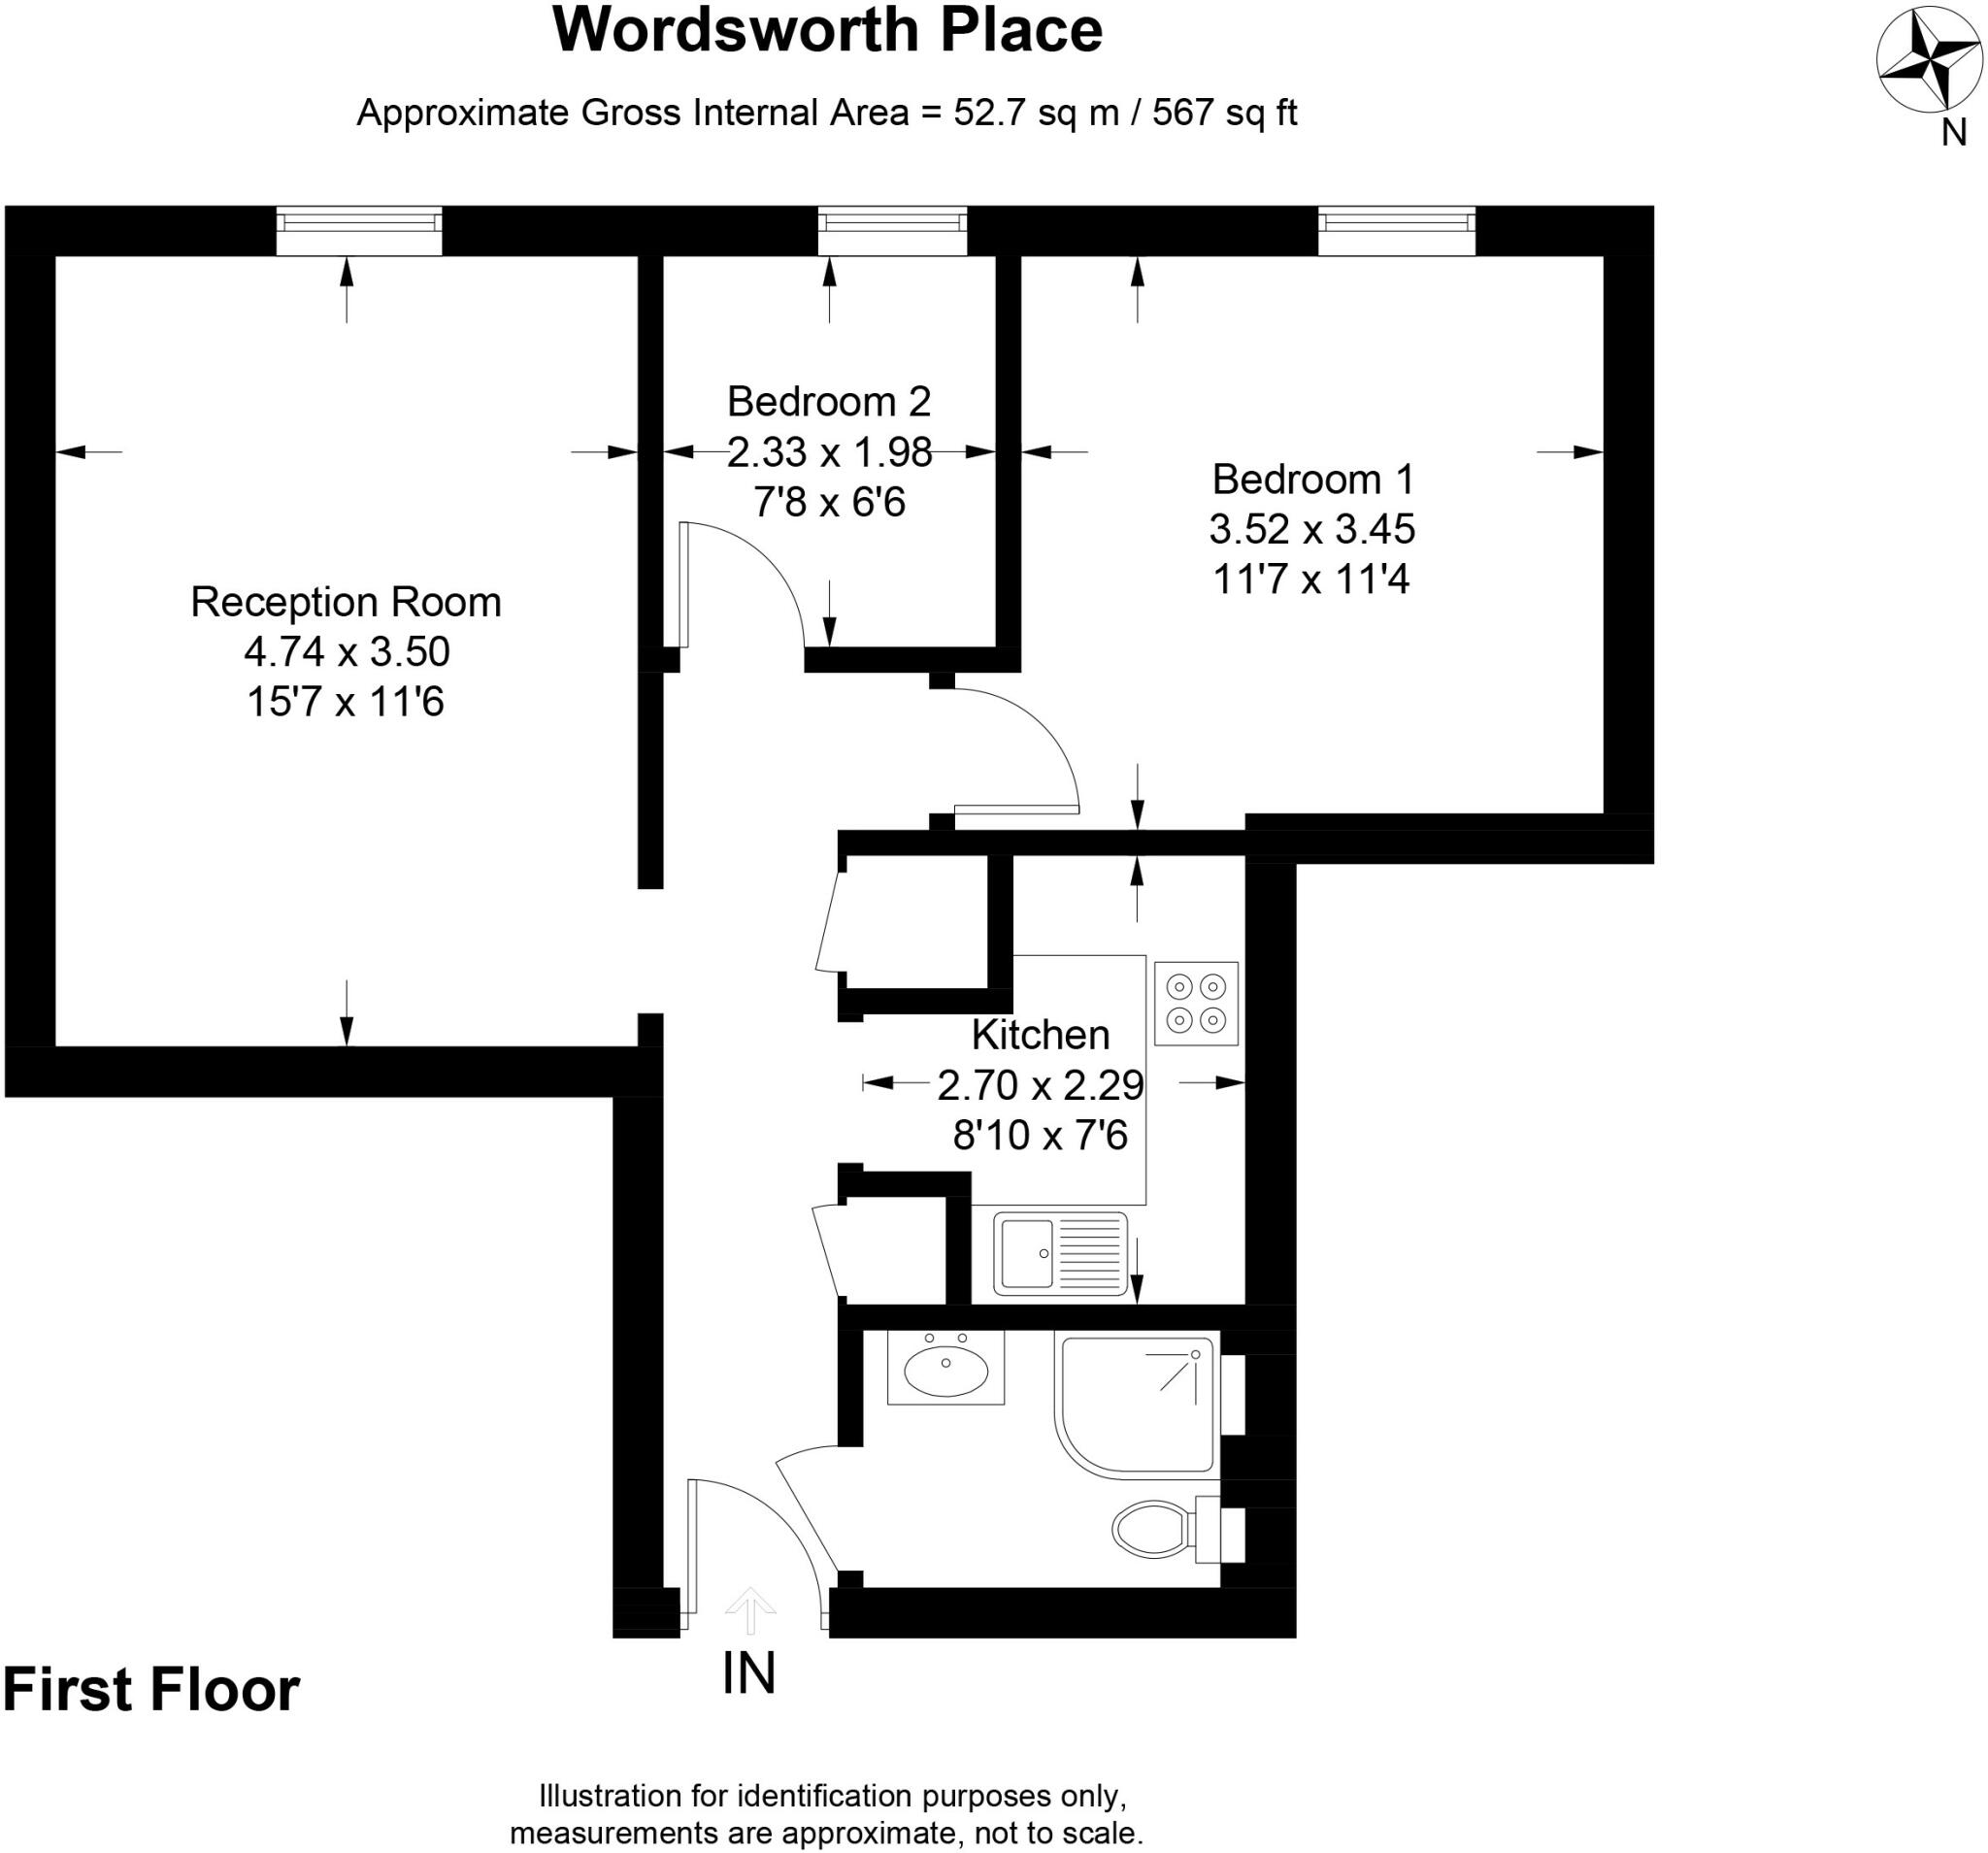 Wordsworth Place
Approximate Gross Internal Area = 52.7 sq m / 567 sq ft
N
Bedroom 2
2.33 x 1.98
7'8 x 6'6
Bedroom 1
3.52 x 3.45
11'7 x 11'4
Reception Room
4.74 x 3.50
15'7 x 11'6
Kitchen
2.70 x 2.29
8'10 x 7'6
IN
First Floor
Illustration for identification purposes only,
measurements are approximate, not to scale.